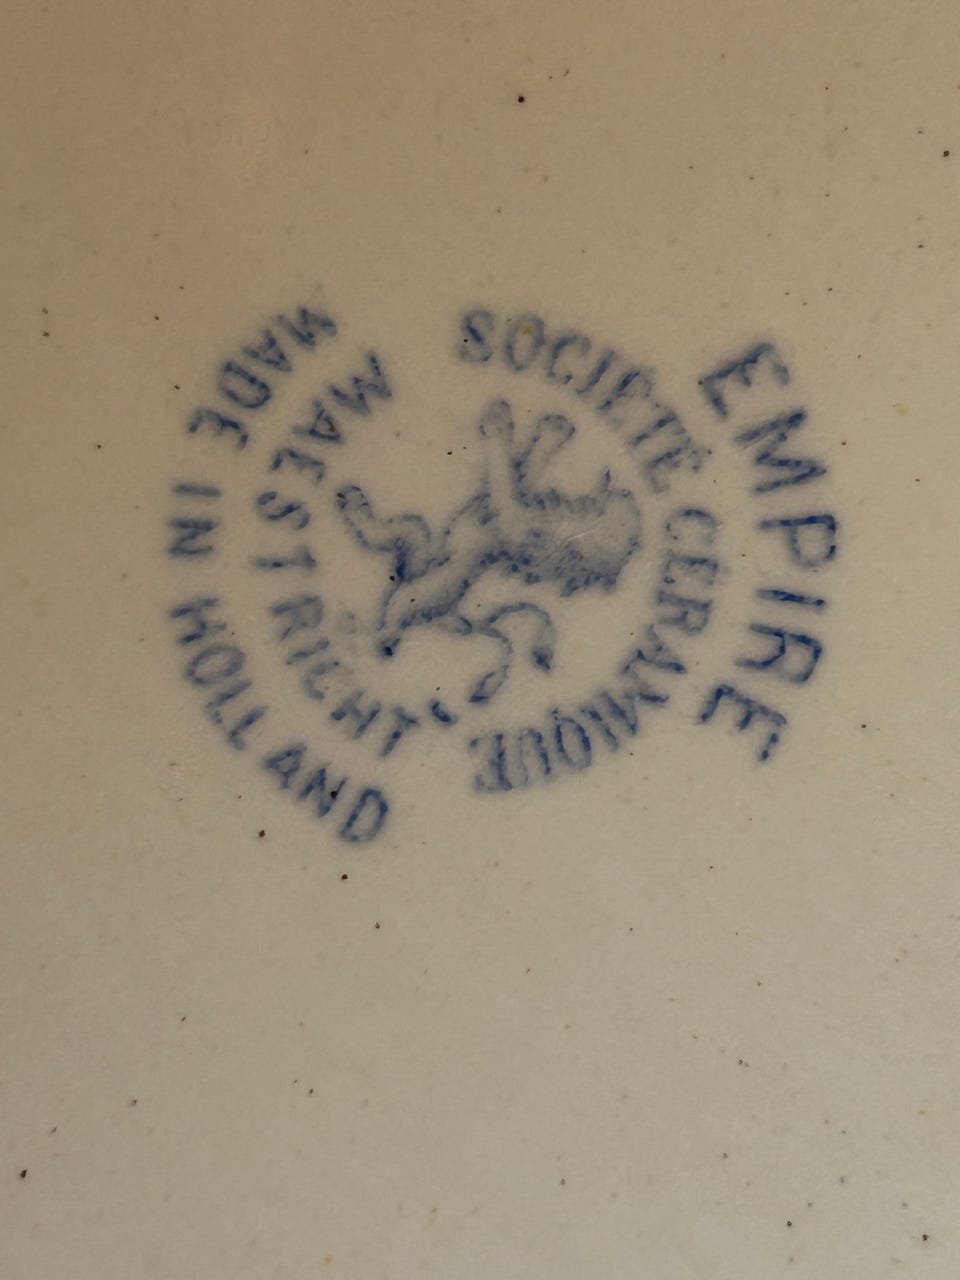 EMPIRE
SOCIETE CERAMIQUE
MAESTRICHT
MADE IN HOLLAND